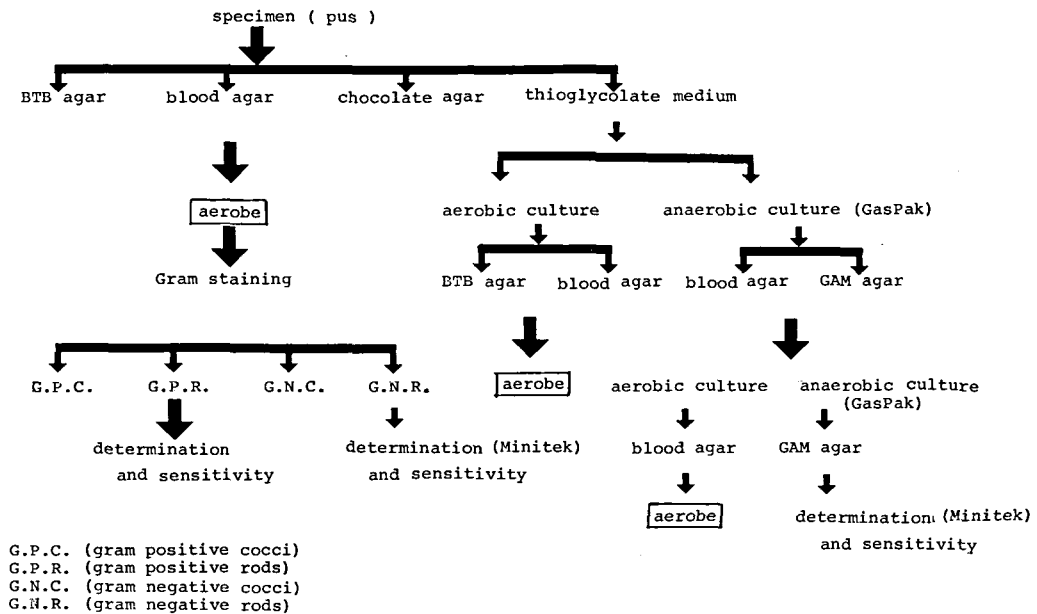 specimen ( pus )
BTB agar blood agar chocolate agar thioglycolate medium
aerobe
Gram staining
aerobic culture anaerobic culture (GasPak)
BTB agar blood agar blood agar GAM agar
G.P.C. G.P.R. G.N.C. G.N.R.
determination
and sensitivity
determination (Minitek)
and sensitivity
aerobe
aerobic culture anaerobic culture
(GasPak)
blood agar GAM agar
aerobe
determination (Minitek)
and sensitivity
G.P.C. (gram positive cocci)
G.P.R. (gram positive rods)
G.N.C. (gram negative cocci)
G.N.R. (gram negative rods)